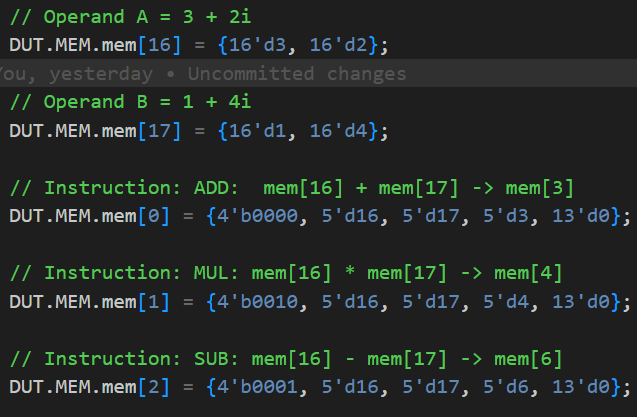 // Operand A = 3 + 2i
DUT.MEM.mem[16] = {16'd3, 16'd2};
You, yesterday • Uncommitted changes
// Operand B = 1 + 4i
DUT.MEM.mem[17] = {16'd1, 16'd4};
// Instruction: ADD:  mem[16] + mem[17] -> mem[3]
DUT.MEM.mem[0] = {4'b0000, 5'd16, 5'd17, 5'd3, 13'd0};
// Instruction: MUL: mem[16] * mem[17] -> mem[4]
DUT.MEM.mem[1] = {4'b0010, 5'd16, 5'd17, 5'd4, 13'd0};
// Instruction: SUB: mem[16] - mem[17] -> mem[6]
DUT.MEM.mem[2] = {4'b0001, 5'd16, 5'd17, 5'd6, 13'd0};